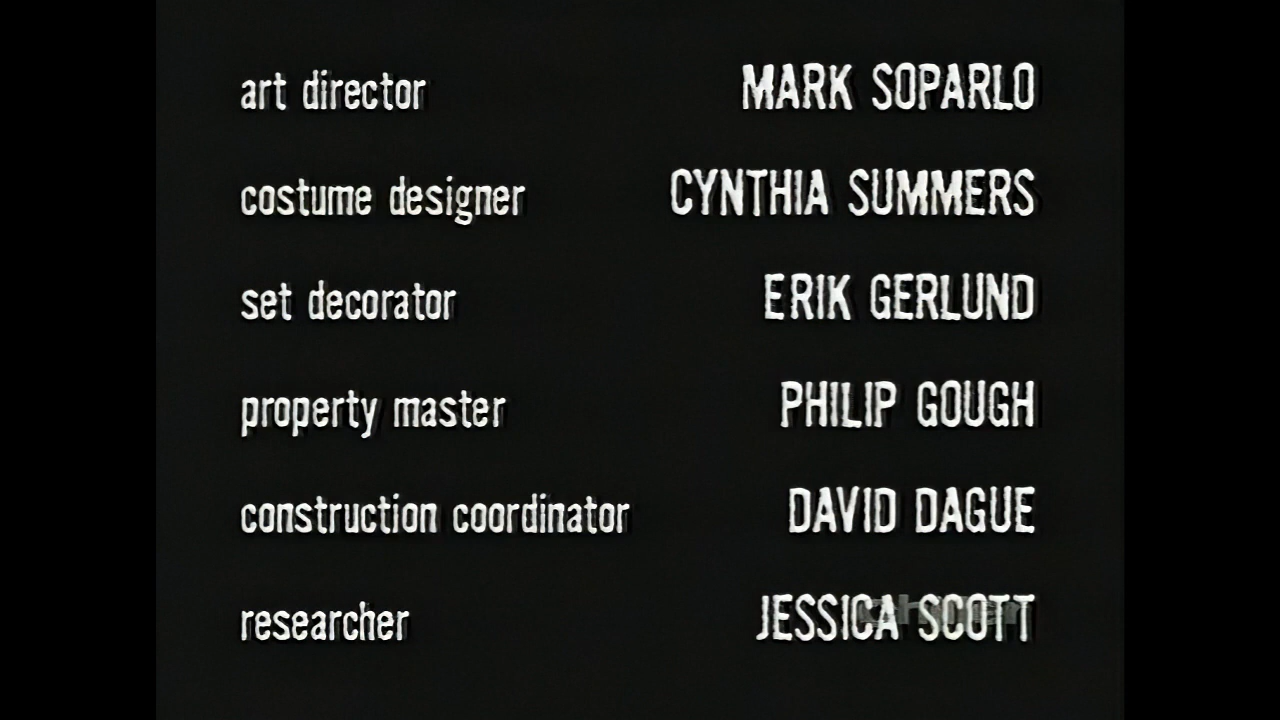 art director MARK SOPARLO
costume designer CYNTHIA SUMMERS
set decorator ERIK GERLUND
property master PHILIP GOUGH
construction coordinator DAVID DAGUE
researcher JESSICA SCOTT